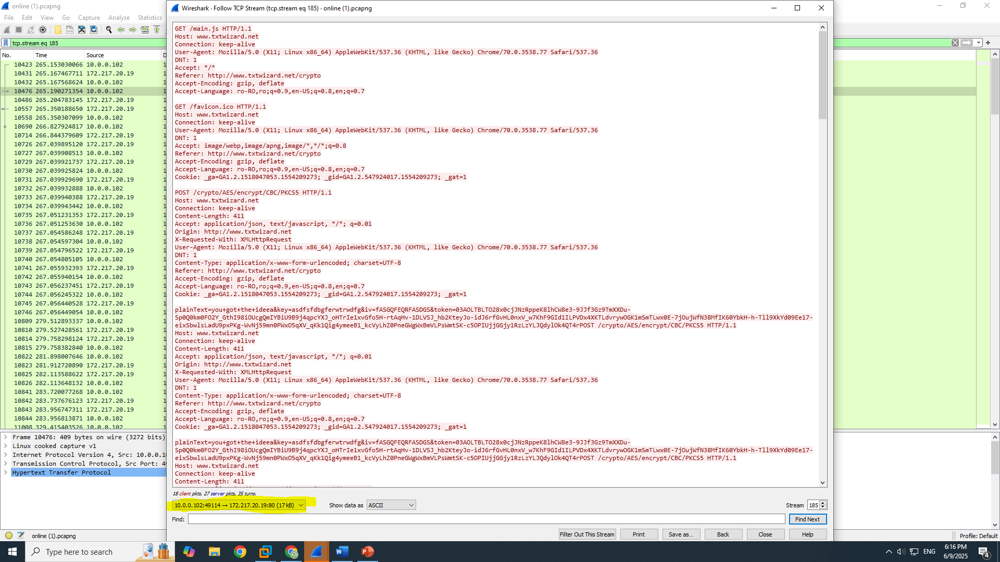 online (1).pcapng
File Edit View Go Capture Analyze Statistics
tcp.stream eq 185
No. Time Source D
10423 265.153030066 10.0.0.102 1
10431 265.167467711 172.217.20.19 1
10432 265.167568624 10.0.0.102 1
10476 265.190271354 10.0.0.102 1
10486 265.204783145 172.217.20.19 1
10557 265.350188650 172.217.20.19 1
10558 265.350307099 10.0.0.102 1
10690 266.827924817 10.0.0.102 1
10714 266.844379609 172.217.20.19 1
10726 267.039895120 172.217.20.19 1
10727 267.039908513 10.0.0.102 1
10729 267.039921737 172.217.20.19 1
10730 267.039925824 10.0.0.102 1
10731 267.039929690 172.217.20.19 1
10732 267.039932888 10.0.0.102 1
10733 267.039940388 172.217.20.19 1
10734 267.039943442 10.0.0.102 1
10735 267.051231353 172.217.20.19 1
10736 267.051253630 10.0.0.102 1
10737 267.054586248 172.217.20.19 1
10738 267.054597304 10.0.0.102 1
10739 267.054796522 172.217.20.19 1
10740 267.054805105 10.0.0.102 1
10741 267.055932393 172.217.20.19 1
10742 267.055940154 10.0.0.102 1
10743 267.056237451 172.217.20.19 1
10744 267.056245322 10.0.0.102 1
10745 267.056440528 172.217.20.19 1
10746 267.056449054 10.0.0.102 1
10809 279.512893337 10.0.0.102 1
10810 279.527428561 172.217.20.19 1
10814 279.758298124 172.217.20.19 1
10815 279.758382840 10.0.0.102 1
10822 281.898007646 10.0.0.102 1
10823 281.912720890 172.217.20.19 1
10825 282.113588622 172.217.20.19 1
10826 282.113648132 10.0.0.102 1
10841 283.720077268 10.0.0.102 1
10842 283.737676123 172.217.20.19 1
10843 283.956747311 172.217.20.19 1
10844 283.956813871 10.0.0.102 1
11008 329.415403526 10.0.0.102 1
Frame 10476: 409 bytes on wire (3272 bits)
Linux cooked capture v1
Internet Protocol Version 4, Src: 10.0.0.10
Transmission Control Protocol, Src Port: 49
Hypertext Transfer Protocol
online (1).pcapng
Profile: Default
Wireshark · Follow TCP Stream (tcp.stream eq 185) · online (1).pcapng
GET /main.js HTTP/1.1
Host: www.txtwizard.net
Connection: keep-alive
User-Agent: Mozilla/5.0 (X11; Linux x86_64) AppleWebKit/537.36 (KHTML, like Gecko) Chrome/70.0.3538.77 Safari/537.36
DNT: 1
Accept: */*
Referer: http://www.txtwizard.net/crypto
Accept-Encoding: gzip, deflate
Accept-Language: ro-RO,ro;q=0.9,en-US;q=0.8,en;q=0.7
GET /favicon.ico HTTP/1.1
Host: www.txtwizard.net
Connection: keep-alive
User-Agent: Mozilla/5.0 (X11; Linux x86_64) AppleWebKit/537.36 (KHTML, like Gecko) Chrome/70.0.3538.77 Safari/537.36
DNT: 1
Accept: image/webp,image/apng,image/*,*/*;q=0.8
Referer: http://www.txtwizard.net/crypto
Accept-Encoding: gzip, deflate
Accept-Language: ro-RO,ro;q=0.9,en-US;q=0.8,en;q=0.7
Cookie: _ga=GA1.2.1518047053.1554209273; _gid=GA1.2.547924017.1554209273; _gat=1
POST /crypto/AES/encrypt/CBC/PKCS5 HTTP/1.1
Host: www.txtwizard.net
Connection: keep-alive
Content-Length: 411
Accept: application/json, text/javascript, */*; q=0.01
Origin: http://www.txtwizard.net
X-Requested-With: XMLHttpRequest
User-Agent: Mozilla/5.0 (X11; Linux x86_64) AppleWebKit/537.36 (KHTML, like Gecko) Chrome/70.0.3538.77 Safari/537.36
DNT: 1
Content-Type: application/x-www-form-urlencoded; charset=UTF-8
Referer: http://www.txtwizard.net/crypto
Accept-Encoding: gzip, deflate
Accept-Language: ro-RO,ro;q=0.9,en-US;q=0.8,en;q=0.7
Cookie: _ga=GA1.2.1518047053.1554209273; _gid=GA1.2.547924017.1554209273; _gat=1
plainText=you+got+the+ideea&key=asdfsfdbgferwtrwdfg&iv=fASGQFEQRFASDGS&token=03AOLTBLTO28x0cjJNzRppeK8lhCW8e3-9JJf3Gz9TmXXDu-
Sp0Q0km0FO2Y_GthI98iOUcgQmIYBiU9B9j4qpcYXJ_oHTrIe1xvGfo5H-rtAqHv-1DLVSJ_hb2KteyJo-idJ6rfGvHL0nxV_w7KhF9GId1ILPVDx4XKTLdvrywOGK1mSmTLwx0E-7jOujWfN38MfIK60YbkH-h-Tll9XkYd09Ee17-
eixSbwlsLadU9pxPKg-WvNj59mn0PWxO5qXV_qKk1Qig4ymeeB1_kcVyLhZ0PneGWgWxBmVLPsWmtSK-c5OPIUjjGGjy1RzLzYLJQdylOk4QT4rPOST /crypto/AES/encrypt/CBC/PKCS5 HTTP/1.1
Host: www.txtwizard.net
Connection: keep-alive
Content-Length: 411
Accept: application/json, text/javascript, */*; q=0.01
Origin: http://www.txtwizard.net
X-Requested-With: XMLHttpRequest
User-Agent: Mozilla/5.0 (X11; Linux x86_64) AppleWebKit/537.36 (KHTML, like Gecko) Chrome/70.0.3538.77 Safari/537.36
DNT: 1
Content-Type: application/x-www-form-urlencoded; charset=UTF-8
Referer: http://www.txtwizard.net/crypto
Accept-Encoding: gzip, deflate
Accept-Language: ro-RO,ro;q=0.9,en-US;q=0.8,en;q=0.7
Cookie: _ga=GA1.2.1518047053.1554209273; _gid=GA1.2.547924017.1554209273; _gat=1
plainText=you+got+the+ideea&key=asdfsfdbgferwtrwdfg&iv=fASGQFEQRFASDGS&token=03AOLTBLTO28x0cjJNzRppeK8lhCW8e3-9JJf3Gz9TmXXDu-
Sp0Q0km0FO2Y_GthI98iOUcgQmIYBiU9B9j4qpcYXJ_oHTrIe1xvGfo5H-rtAqHv-1DLVSJ_hb2KteyJo-idJ6rfGvHL0nxV_w7KhF9GId1ILPVDx4XKTLdvrywOGK1mSmTLwx0E-7jOujWfN38MfIK60YbkH-h-Tll9XkYd09Ee17-
eixSbwlsLadU9pxPKg-WvNj59mn0PWxO5qXV_qKk1Qig4ymeeB1_kcVyLhZ0PneGWgWxBmVLPsWmtSK-c5OPIUjjGGjy1RzLzYLJQdylOk4QT4rPOST /crypto/AES/encrypt/CBC/PKCS5 HTTP/1.1
Host: www.txtwizard.net
Connection: keep-alive
Content-Length: 411
18 client pkts, 27 server pkts, 35 turns.
10.0.0.102:49114 → 172.217.20.19:80 (17 kB) Show data as ASCII Stream 185
Find: Find Next
Filter Out This Stream Print Save as... Back Close Help
Type here to search
ENG
6:16 PM
6/9/2025
4